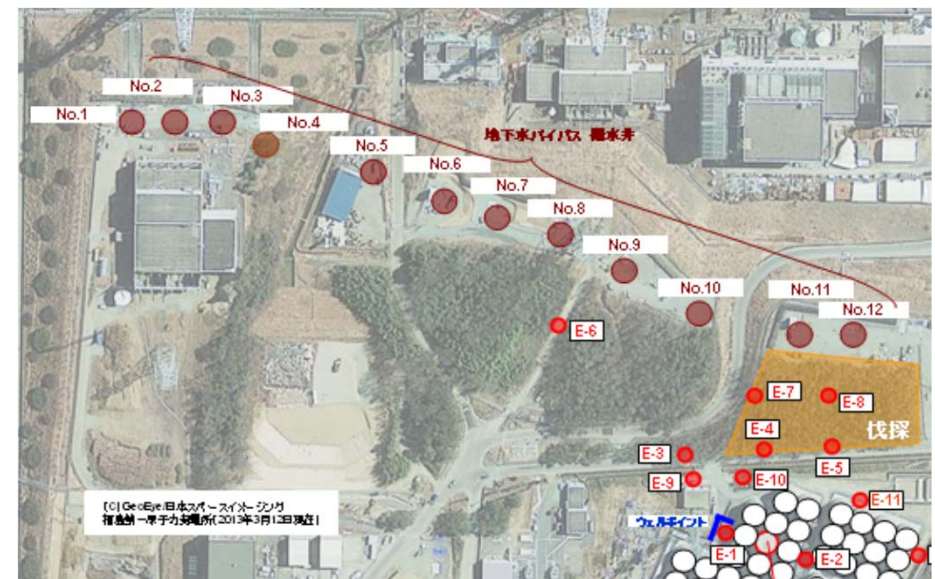 No.1
No.2
No.3
No.4
No.5
No.6
No.7
No.8
No.9
No.10
No.11
No.12
地下水バイパス 揚水井
E-6
E-7
E-8
E-4
伐採
E-3
E-5
E-9
E-10
E-11
ウェルポイント
E-1
E-2
(C)GeoEye/日本スペースイメージング
福島第一原子力発電所(2013年3月12日現在)